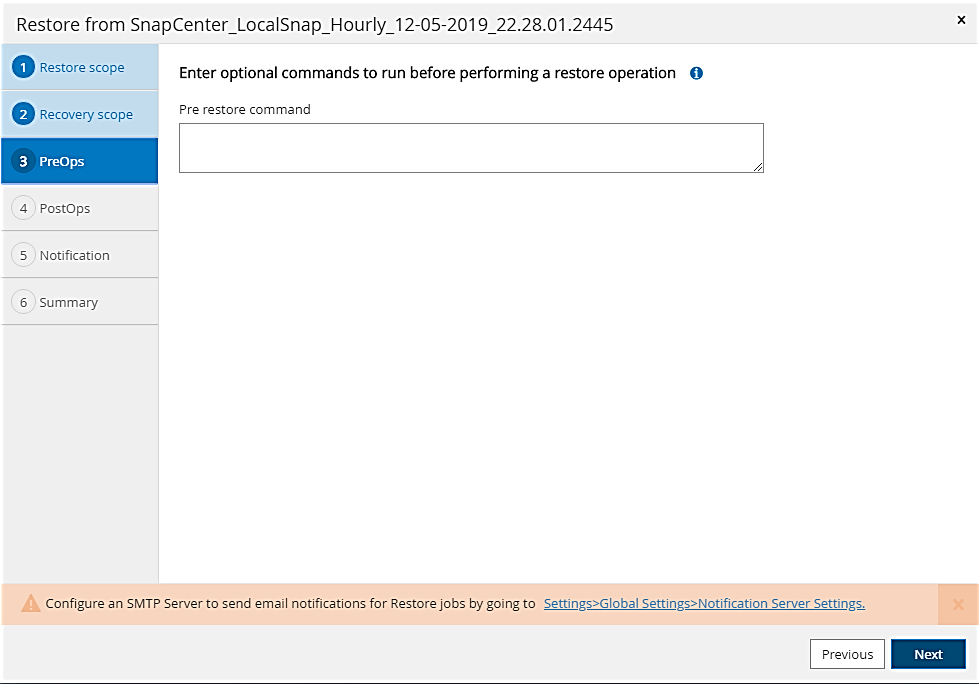 Restore from SnapCenter_LocalSnap_Hourly_12-05-2019_22.28.01.2445
1 Restore scope
2 Recovery scope
3 PreOps
4 PostOps
5 Notification
6 Summary
Enter optional commands to run before performing a restore operation
Pre restore command
Configure an SMTP Server to send email notifications for Restore jobs by going to Settings>Global Settings>Notification Server Settings.
Previous Next